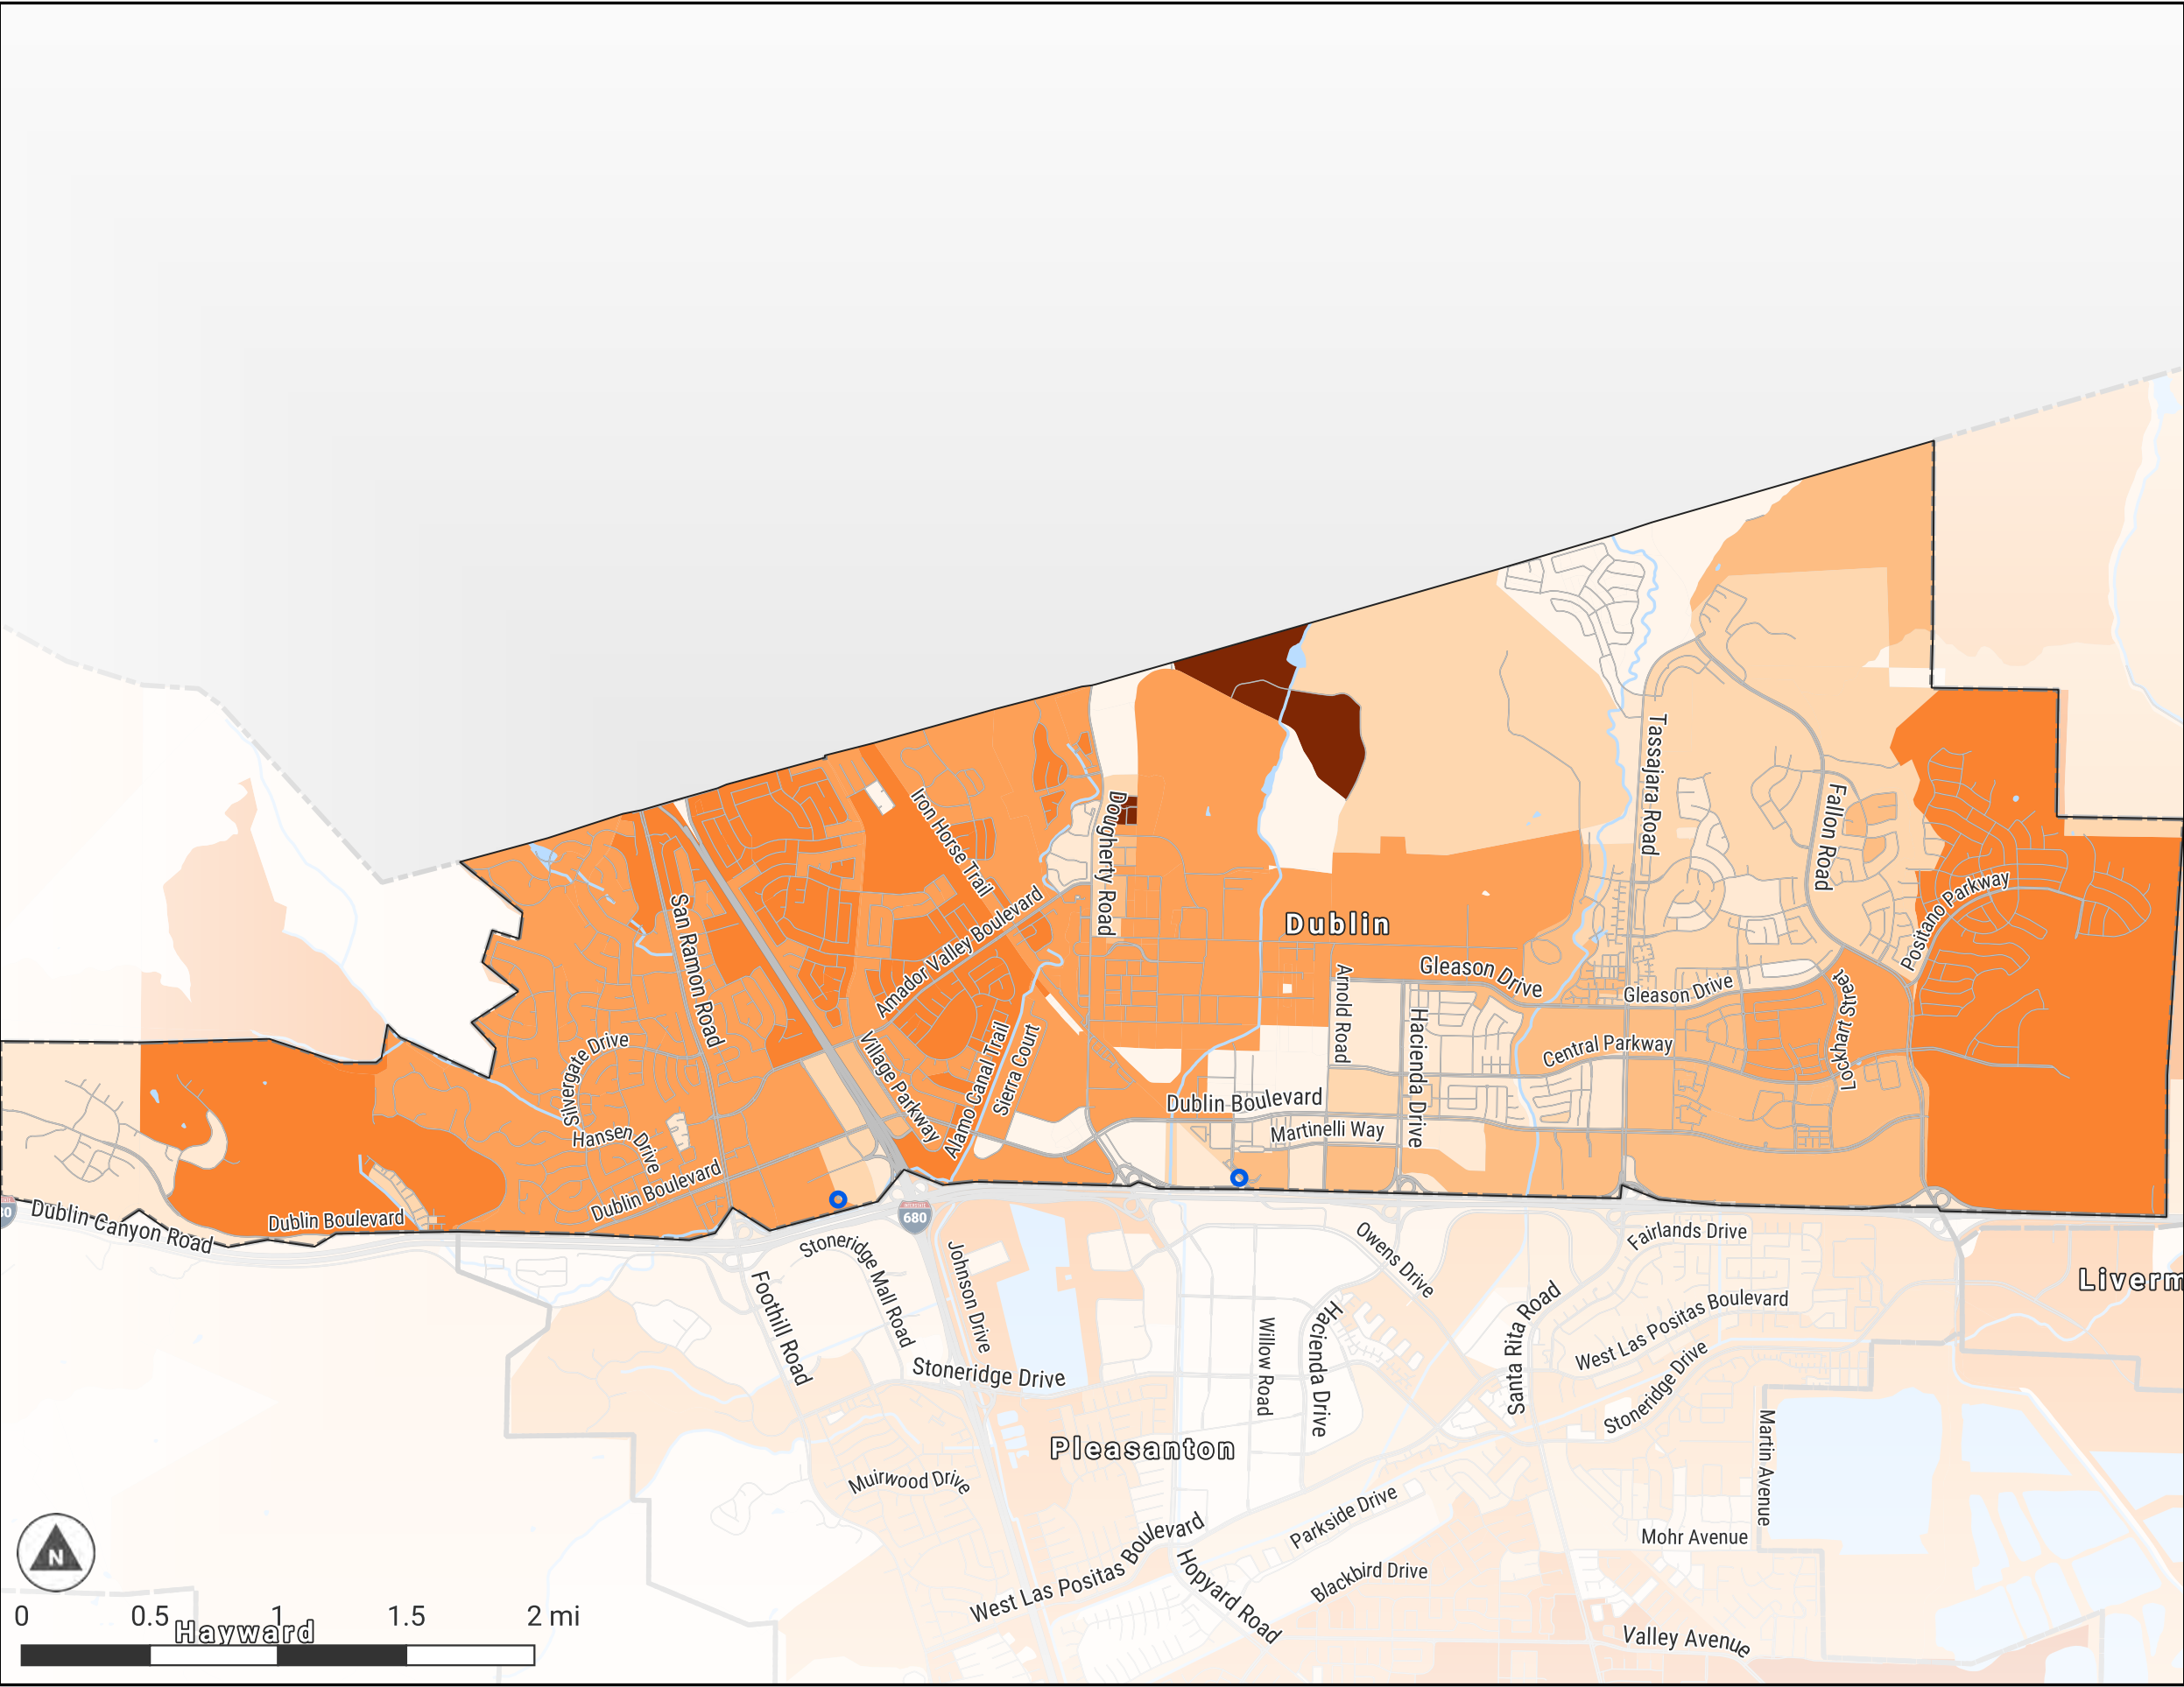 Iron Horse Trail
Dougherty Road
Tassajara Road
Fallon Road
San Ramon Road
Amador Valley Boulevard
Dublin
Positano Parkway
Gleason Drive
Gleason Drive
Arnold Road
Lockhart Street
Hacienda Drive
Central Parkway
Silvergate Drive
Village Parkway
Alamo Canal Trail
Sierra Court
Dublin Boulevard
Martinelli Way
Hansen Drive
Dublin Boulevard
Dublin Boulevard
Dublin Canyon Road
680
80
Stoneridge Mall Road
Johnson Drive
Foothill Road
Owens Drive
Fairlands Drive
Liverm
West Las Positas Boulevard
Santa Rita Road
Hacienda Drive
Willow Road
Stoneridge Drive
Stoneridge Drive
Pleasanton
Martin Avenue
Muirwood Drive
Parkside Drive
West Las Positas Boulevard
Mohr Avenue
Hopyard Road
Blackbird Drive
Valley Avenue
N
0 0.5 1 1.5 2 mi
Hayward